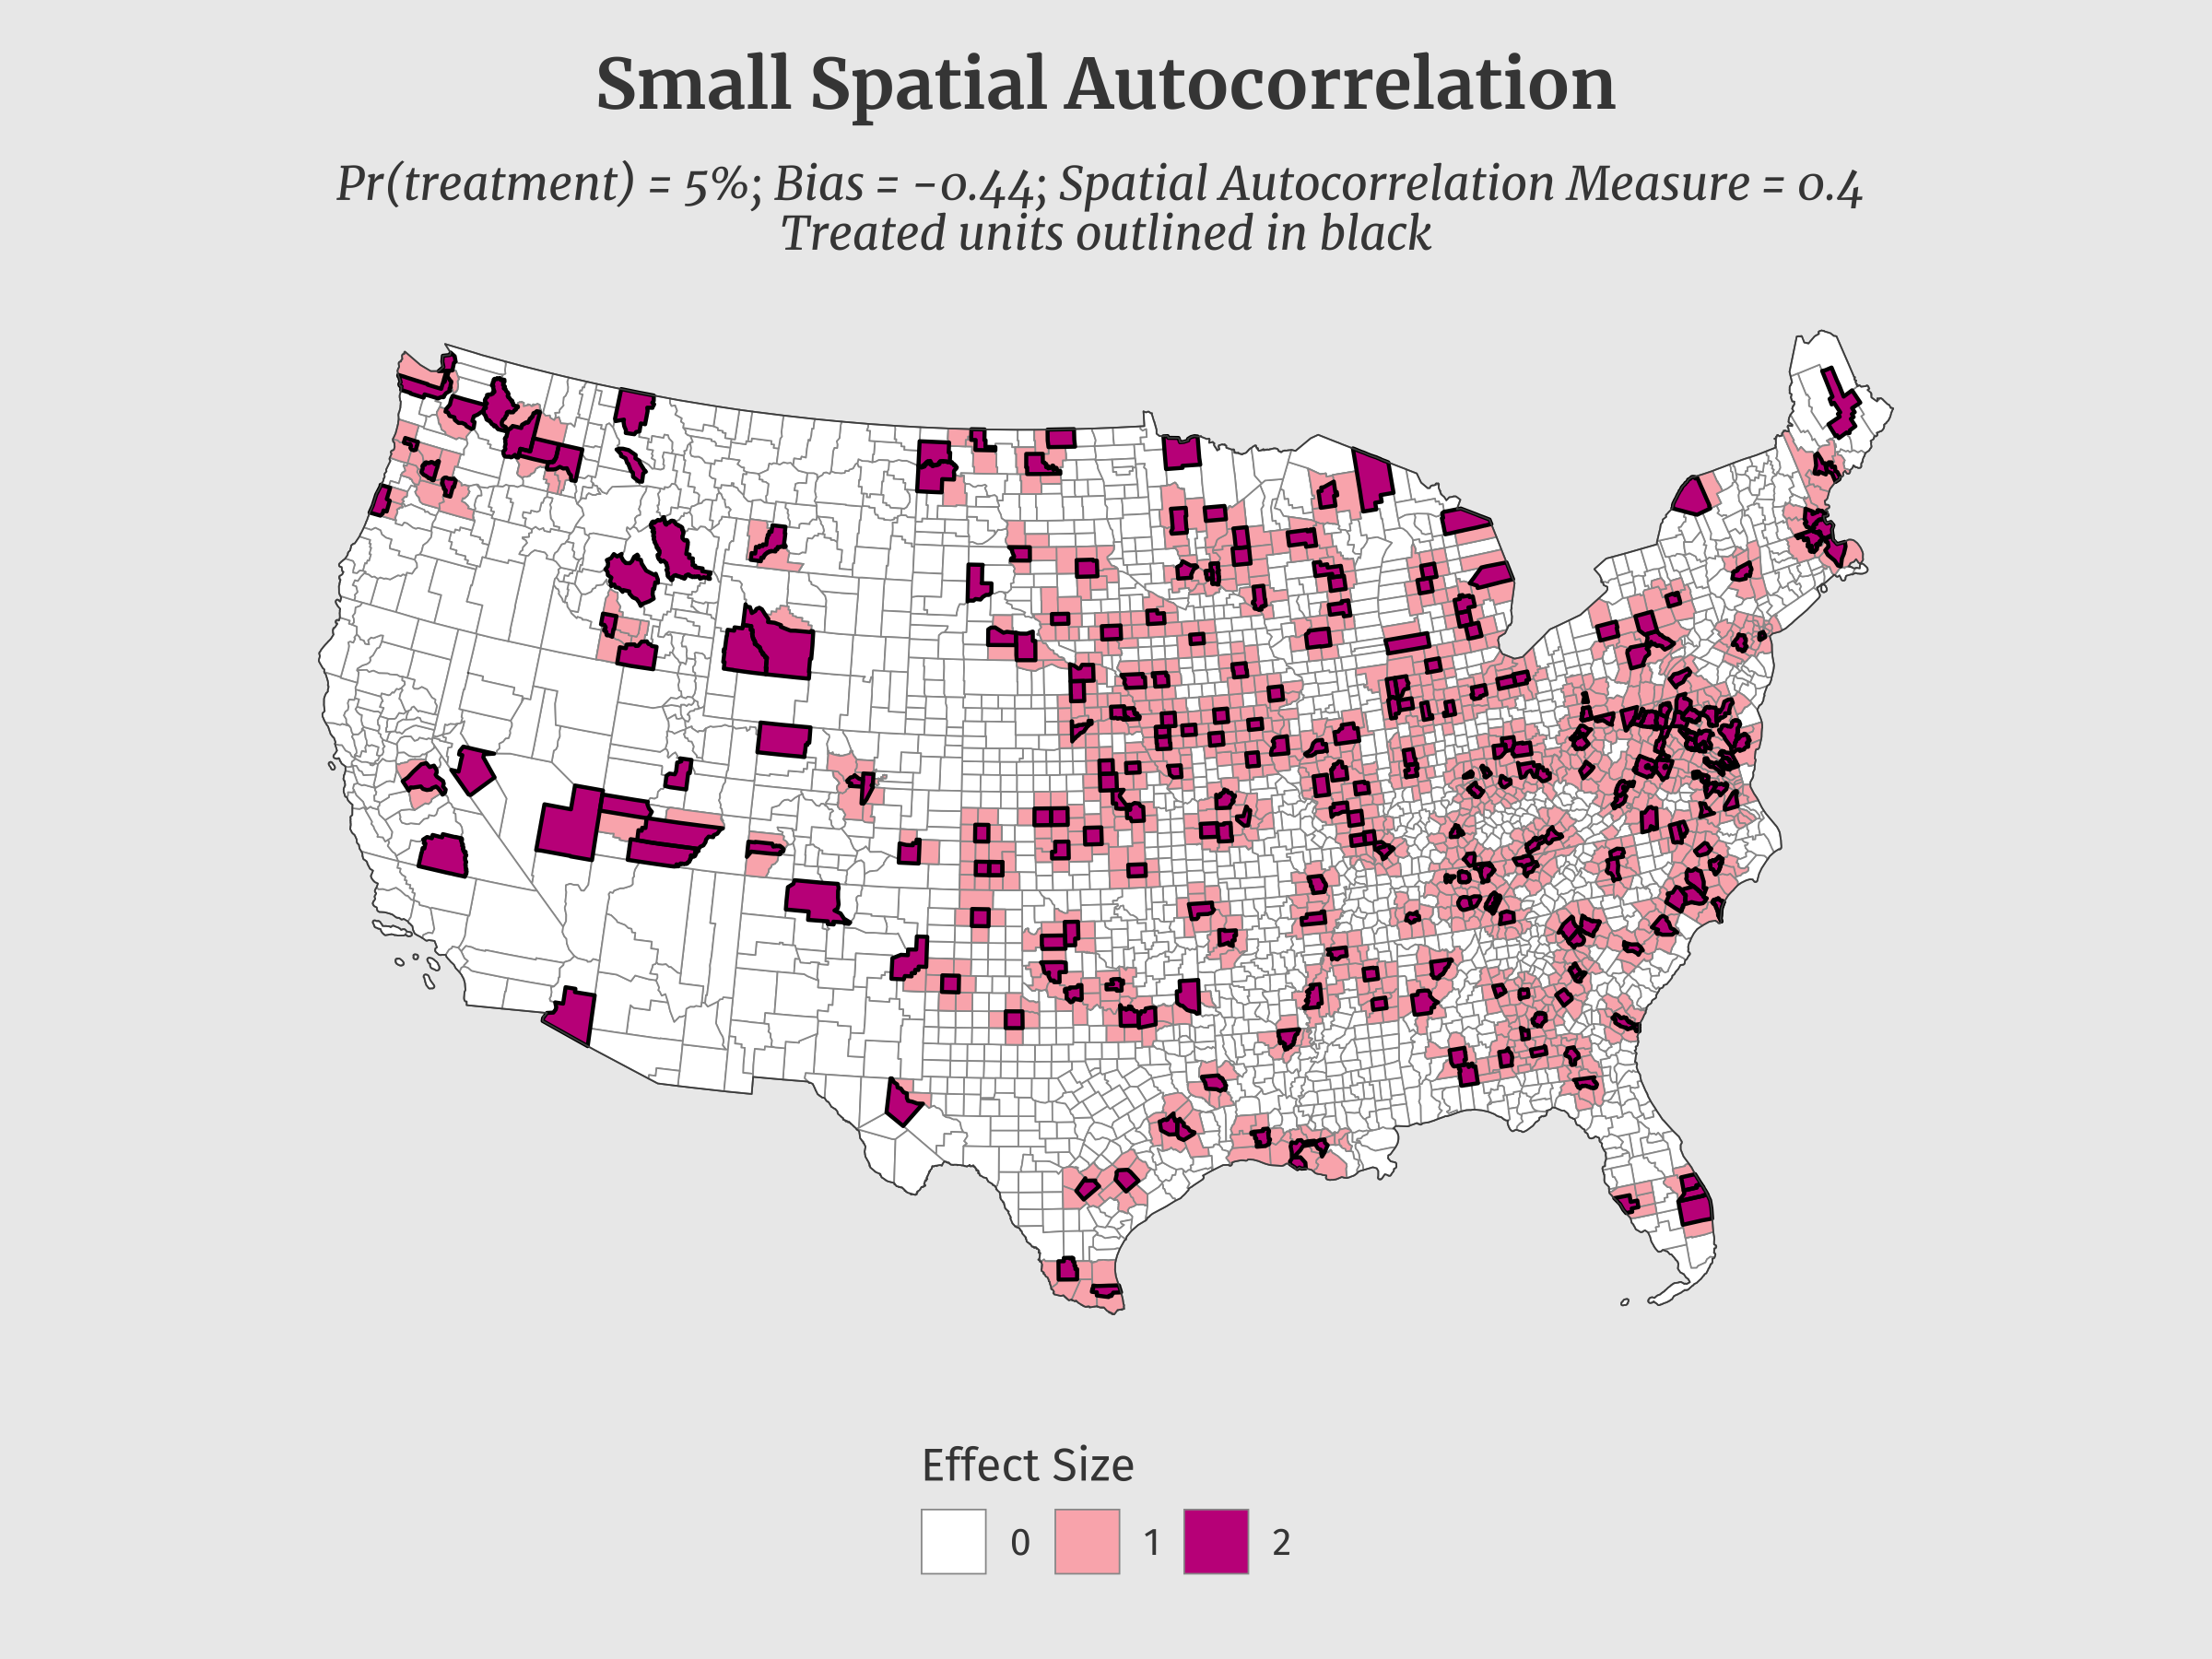 Small Spatial Autocorrelation
Pr(treatment) = 5%; Bias = −0.44; Spatial Autocorrelation Measure = 0.4
Treated units outlined in black
Effect Size
0 1 2